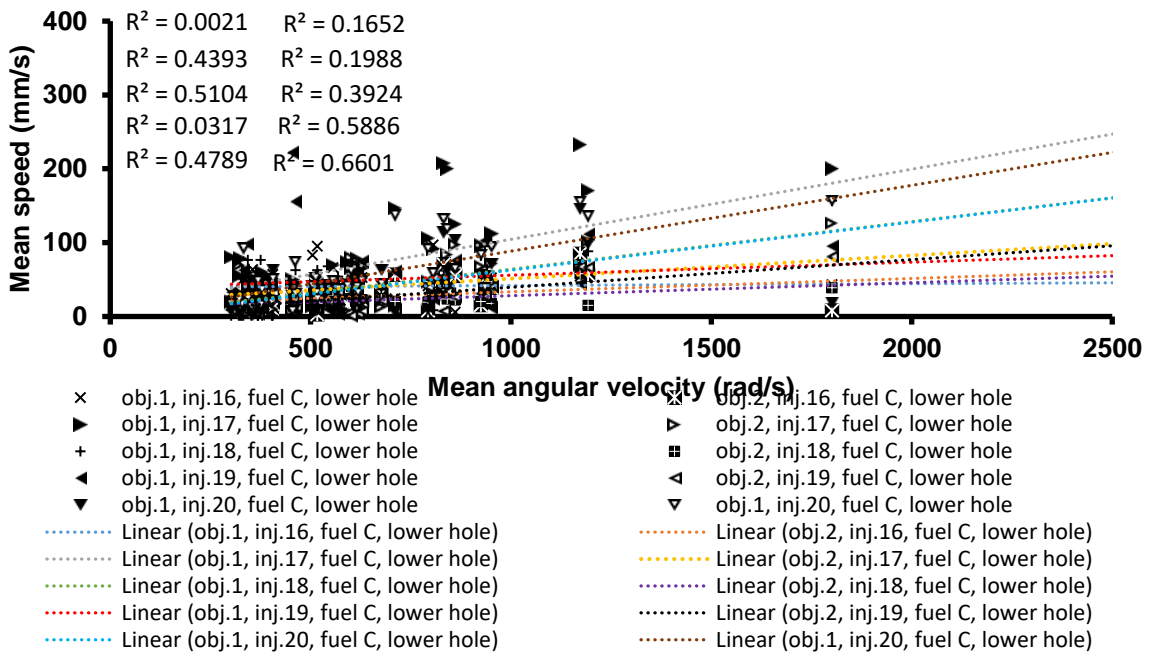 400
R² = 0.0021 R² = 0.1652
R² = 0.4393 R² = 0.1988
300
R² = 0.5104 R² = 0.3924
R² = 0.0317 R² = 0.5886
R² = 0.4789 R² = 0.6601
200
100
0
Mean speed (mm/s)
0 500 1000 1500 2000 2500
Mean angular velocity (rad/s)
obj.1, inj.16, fuel C, lower hole obj.2, inj.16, fuel C, lower hole
obj.1, inj.17, fuel C, lower hole obj.2, inj.17, fuel C, lower hole
obj.1, inj.18, fuel C, lower hole obj.2, inj.18, fuel C, lower hole
obj.1, inj.19, fuel C, lower hole obj.2, inj.19, fuel C, lower hole
obj.1, inj.20, fuel C, lower hole obj.1, inj.20, fuel C, lower hole
Linear (obj.1, inj.16, fuel C, lower hole) Linear (obj.2, inj.16, fuel C, lower hole)
Linear (obj.1, inj.17, fuel C, lower hole) Linear (obj.2, inj.17, fuel C, lower hole)
Linear (obj.1, inj.18, fuel C, lower hole) Linear (obj.2, inj.18, fuel C, lower hole)
Linear (obj.1, inj.19, fuel C, lower hole) Linear (obj.2, inj.19, fuel C, lower hole)
Linear (obj.1, inj.20, fuel C, lower hole) Linear (obj.1, inj.20, fuel C, lower hole)